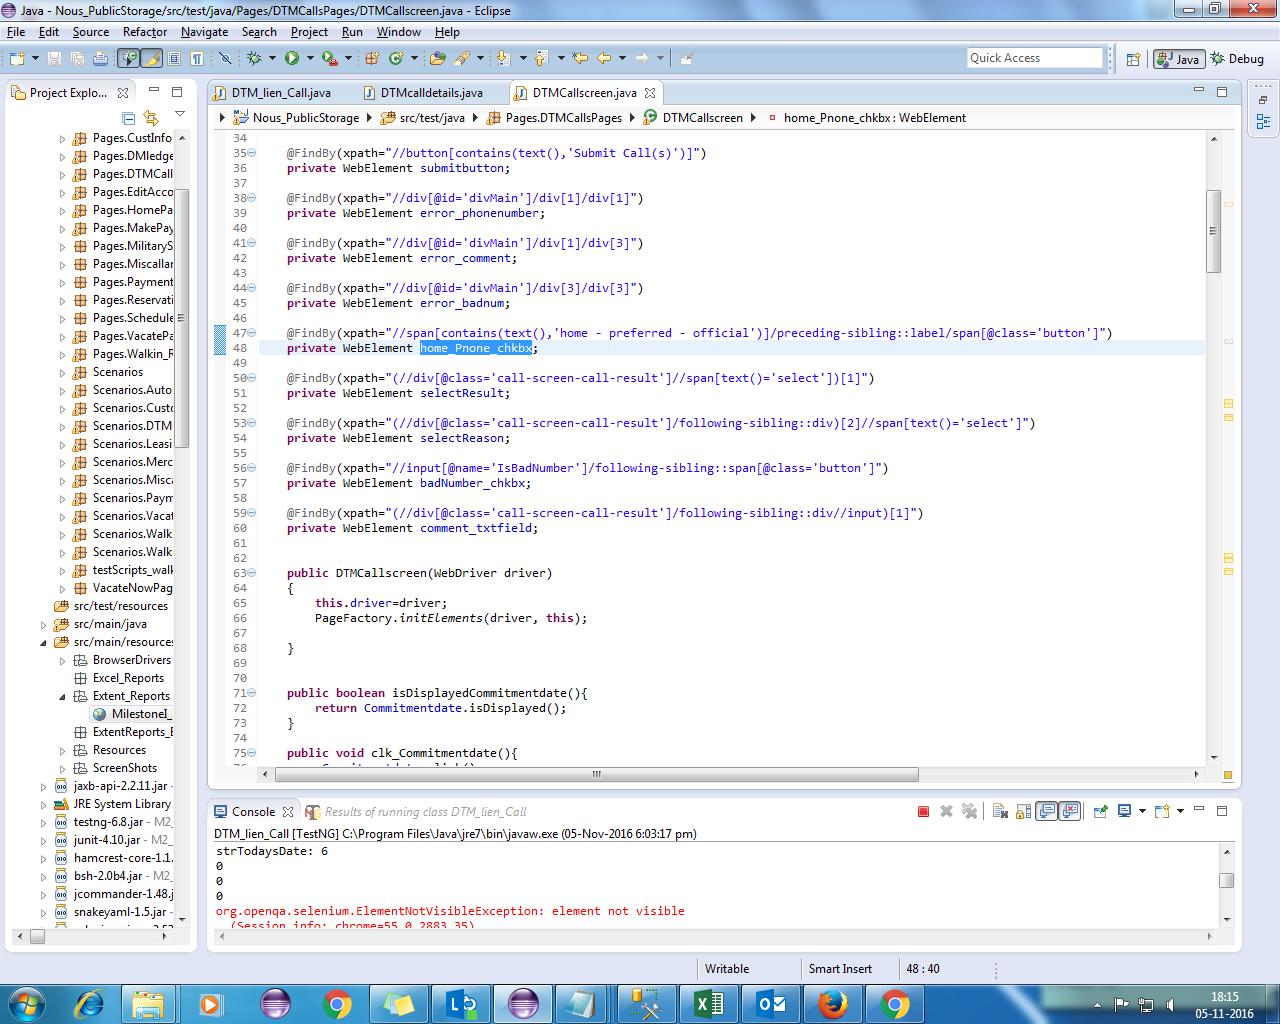 Java - Nous_PublicStorage/src/test/java/Pages/DTMCallsPages/DTMCallscreen.java - Eclipse
File Edit Source Refactor Navigate Search Project Run Window Help
Quick Access
Java
Debug
Project Explo...
DTM_lien_Call.java
DTMcalldetails.java
DTMCallscreen.java
Nous_PublicStorage
src/test/java
Pages.DTMCallsPages
DTMCallscreen
home_Pnone_chkbx : WebElement
Pages.CustInfo
Pages.DMledge
Pages.DTMCall
Pages.EditAcco
Pages.HomePa
Pages.MakePay
Pages.MilitaryS
Pages.Miscallar
Pages.Payment
Pages.Reservati
Pages.Schedule
Pages.VacatePa
Pages.Walkin_R
Scenarios
Scenarios.Auto
Scenarios.Custo
Scenarios.DTM
Scenarios.Leasi
Scenarios.Merc
Scenarios.Misca
Scenarios.Paym
Scenarios.Vacat
Scenarios.Walk
Scenarios.Walk
testScripts_wall
VacateNowPag
src/test/resources
src/main/java
src/main/resources
BrowserDrivers
Excel_Reports
Extent_Reports
MilestoneI_
ExtentReports_E
Resources
ScreenShots
jaxb-api-2.2.11.jar -
JRE System Library
testng-6.8.jar - M2_
junit-4.10.jar - M2_
hamcrest-core-1.1.
bsh-2.0b4.jar - M2_
jcommander-1.48.j
snakeyaml-1.5.jar -
34
35 @FindBy(xpath="//button[contains(text(),'Submit Call(s)')]")
36 private WebElement submitbutton;
37
38 @FindBy(xpath="//div[@id='divMain']/div[1]/div[1]")
39 private WebElement error_phonenumber;
40
41 @FindBy(xpath="//div[@id='divMain']/div[1]/div[3]")
42 private WebElement error_comment;
43
44 @FindBy(xpath="//div[@id='divMain']/div[3]/div[3]")
45 private WebElement error_badnum;
46
47 @FindBy(xpath="//span[contains(text(),'home - preferred - official')]/preceding-sibling::label/span[@class='button']")
48 private WebElement home_Pnone_chkbx;
49
50 @FindBy(xpath="(//div[@class='call-screen-call-result']//span[text()='select'])[1]")
51 private WebElement selectResult;
52
53 @FindBy(xpath="(//div[@class='call-screen-call-result']/following-sibling::div)[2]//span[text()='select']")
54 private WebElement selectReason;
55
56 @FindBy(xpath="//input[@name='IsBadNumber']/following-sibling::span[@class='button']")
57 private WebElement badNumber_chkbx;
58
59 @FindBy(xpath="(//div[@class='call-screen-call-result']/following-sibling::div//input)[1]")
60 private WebElement comment_txtfield;
61
62
63 public DTMCallscreen(WebDriver driver)
64 {
65 this.driver=driver;
66 PageFactory.initElements(driver, this);
67
68 }
69
70
71 public boolean isDisplayedCommitmentdate(){
72 return Commitmentdate.isDisplayed();
73 }
74
75 public void clk_Commitmentdate(){
Console
Results of running class DTM_lien_Call
DTM_lien_Call [TestNG] C:\Program Files\Java\jre7\bin\javaw.exe (05-Nov-2016 6:03:17 pm)
strTodaysDate: 6
0
0
0
org.openqa.selenium.ElementNotVisibleException: element not visible
(Session info: chrome=55.0.2883.35)
Writable
Smart Insert
48 : 40
18:15
05-11-2016